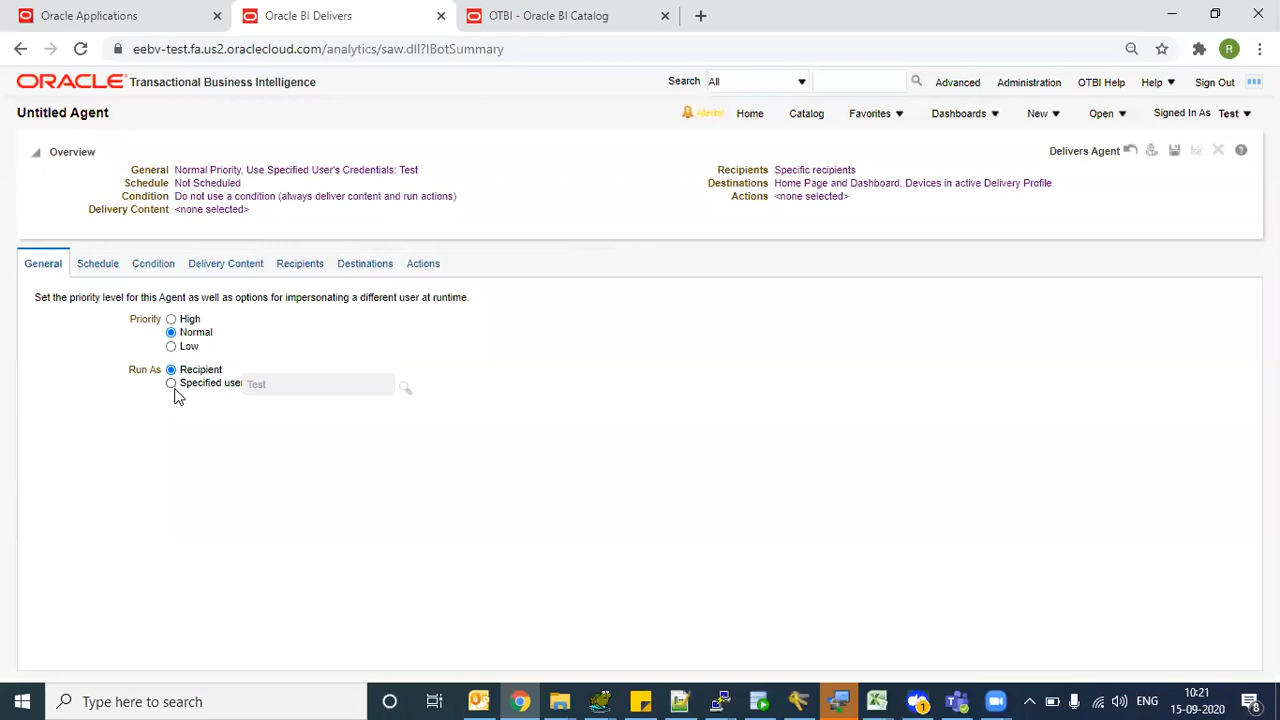 Oracle Applications
Oracle BI Delivers
OTBI - Oracle BI Catalog
eebv-test.fa.us2.oraclecloud.com/analytics/saw.dll?IBotSummary
R
ORACLE Transactional Business Intelligence
Search All Advanced Administration OTBI Help Help Sign Out
Untitled Agent
Alerts! Home Catalog Favorites Dashboards New Open Signed In As Test
Overview
Delivers Agent
General Normal Priority, Use Specified User's Credentials: Test
Schedule Not Scheduled
Condition Do not use a condition (always deliver content and run actions)
Delivery Content <none selected>
Recipients Specific recipients
Destinations Home Page and Dashboard, Devices in active Delivery Profile
Actions <none selected>
General Schedule Condition Delivery Content Recipients Destinations Actions
Set the priority level for this Agent as well as options for impersonating a different user at runtime.
Priority High
Normal
Low
Run As Recipient
Specified user Test
Type here to search
ENG
10:21
15-09-2020
8
1